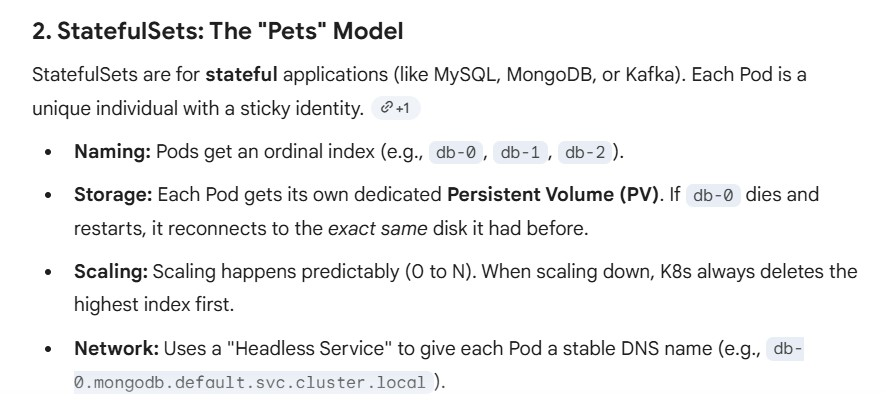 2. StatefulSets: The "Pets" Model
StatefulSets are for stateful applications (like MySQL, MongoDB, or Kafka). Each Pod is a
unique individual with a sticky identity. +1
• Naming: Pods get an ordinal index (e.g., db-0, db-1, db-2).
• Storage: Each Pod gets its own dedicated Persistent Volume (PV). If db-0 dies and
restarts, it reconnects to the exact same disk it had before.
• Scaling: Scaling happens predictably (0 to N). When scaling down, K8s always deletes the
highest index first.
• Network: Uses a "Headless Service" to give each Pod a stable DNS name (e.g., db-
0.mongodb.default.svc.cluster.local).